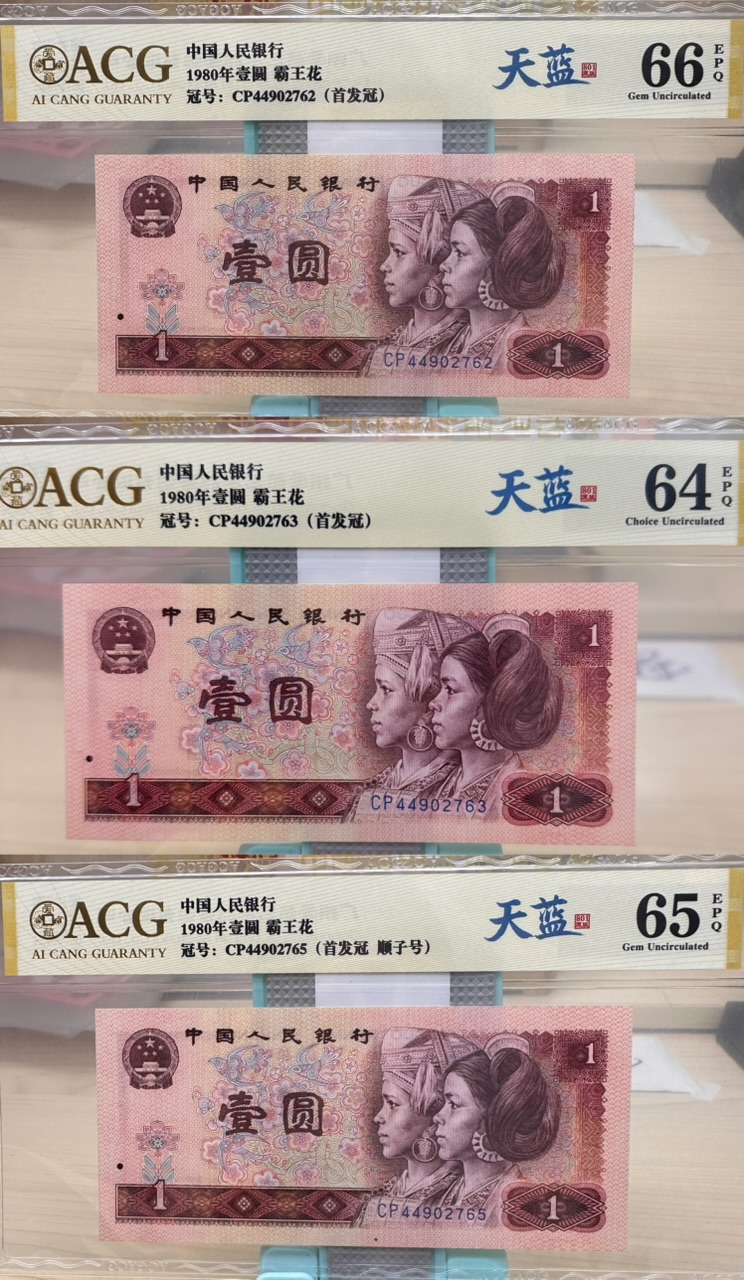 ACG
AI CANG GUARANTY
中国人民银行
1980年壹圆 霸王花
冠号：CP44902762（首发冠）
天蓝
801
66
EPQ
Gem Uncirculated
中国人民银行
1
壹圆
1
CP44902762
1
ACG
AI CANG GUARANTY
中国人民银行
1980年壹圆 霸王花
冠号：CP44902763（首发冠）
天蓝
801
64
EPQ
Choice Uncirculated
中国人民银行
1
壹圆
1
CP44902763
1
ACG
AI CANG GUARANTY
中国人民银行
1980年壹圆 霸王花
冠号：CP44902765（首发冠 顺子号）
天蓝
801
65
EPQ
Gem Uncirculated
中国人民银行
1
壹圆
1
CP44902765
1